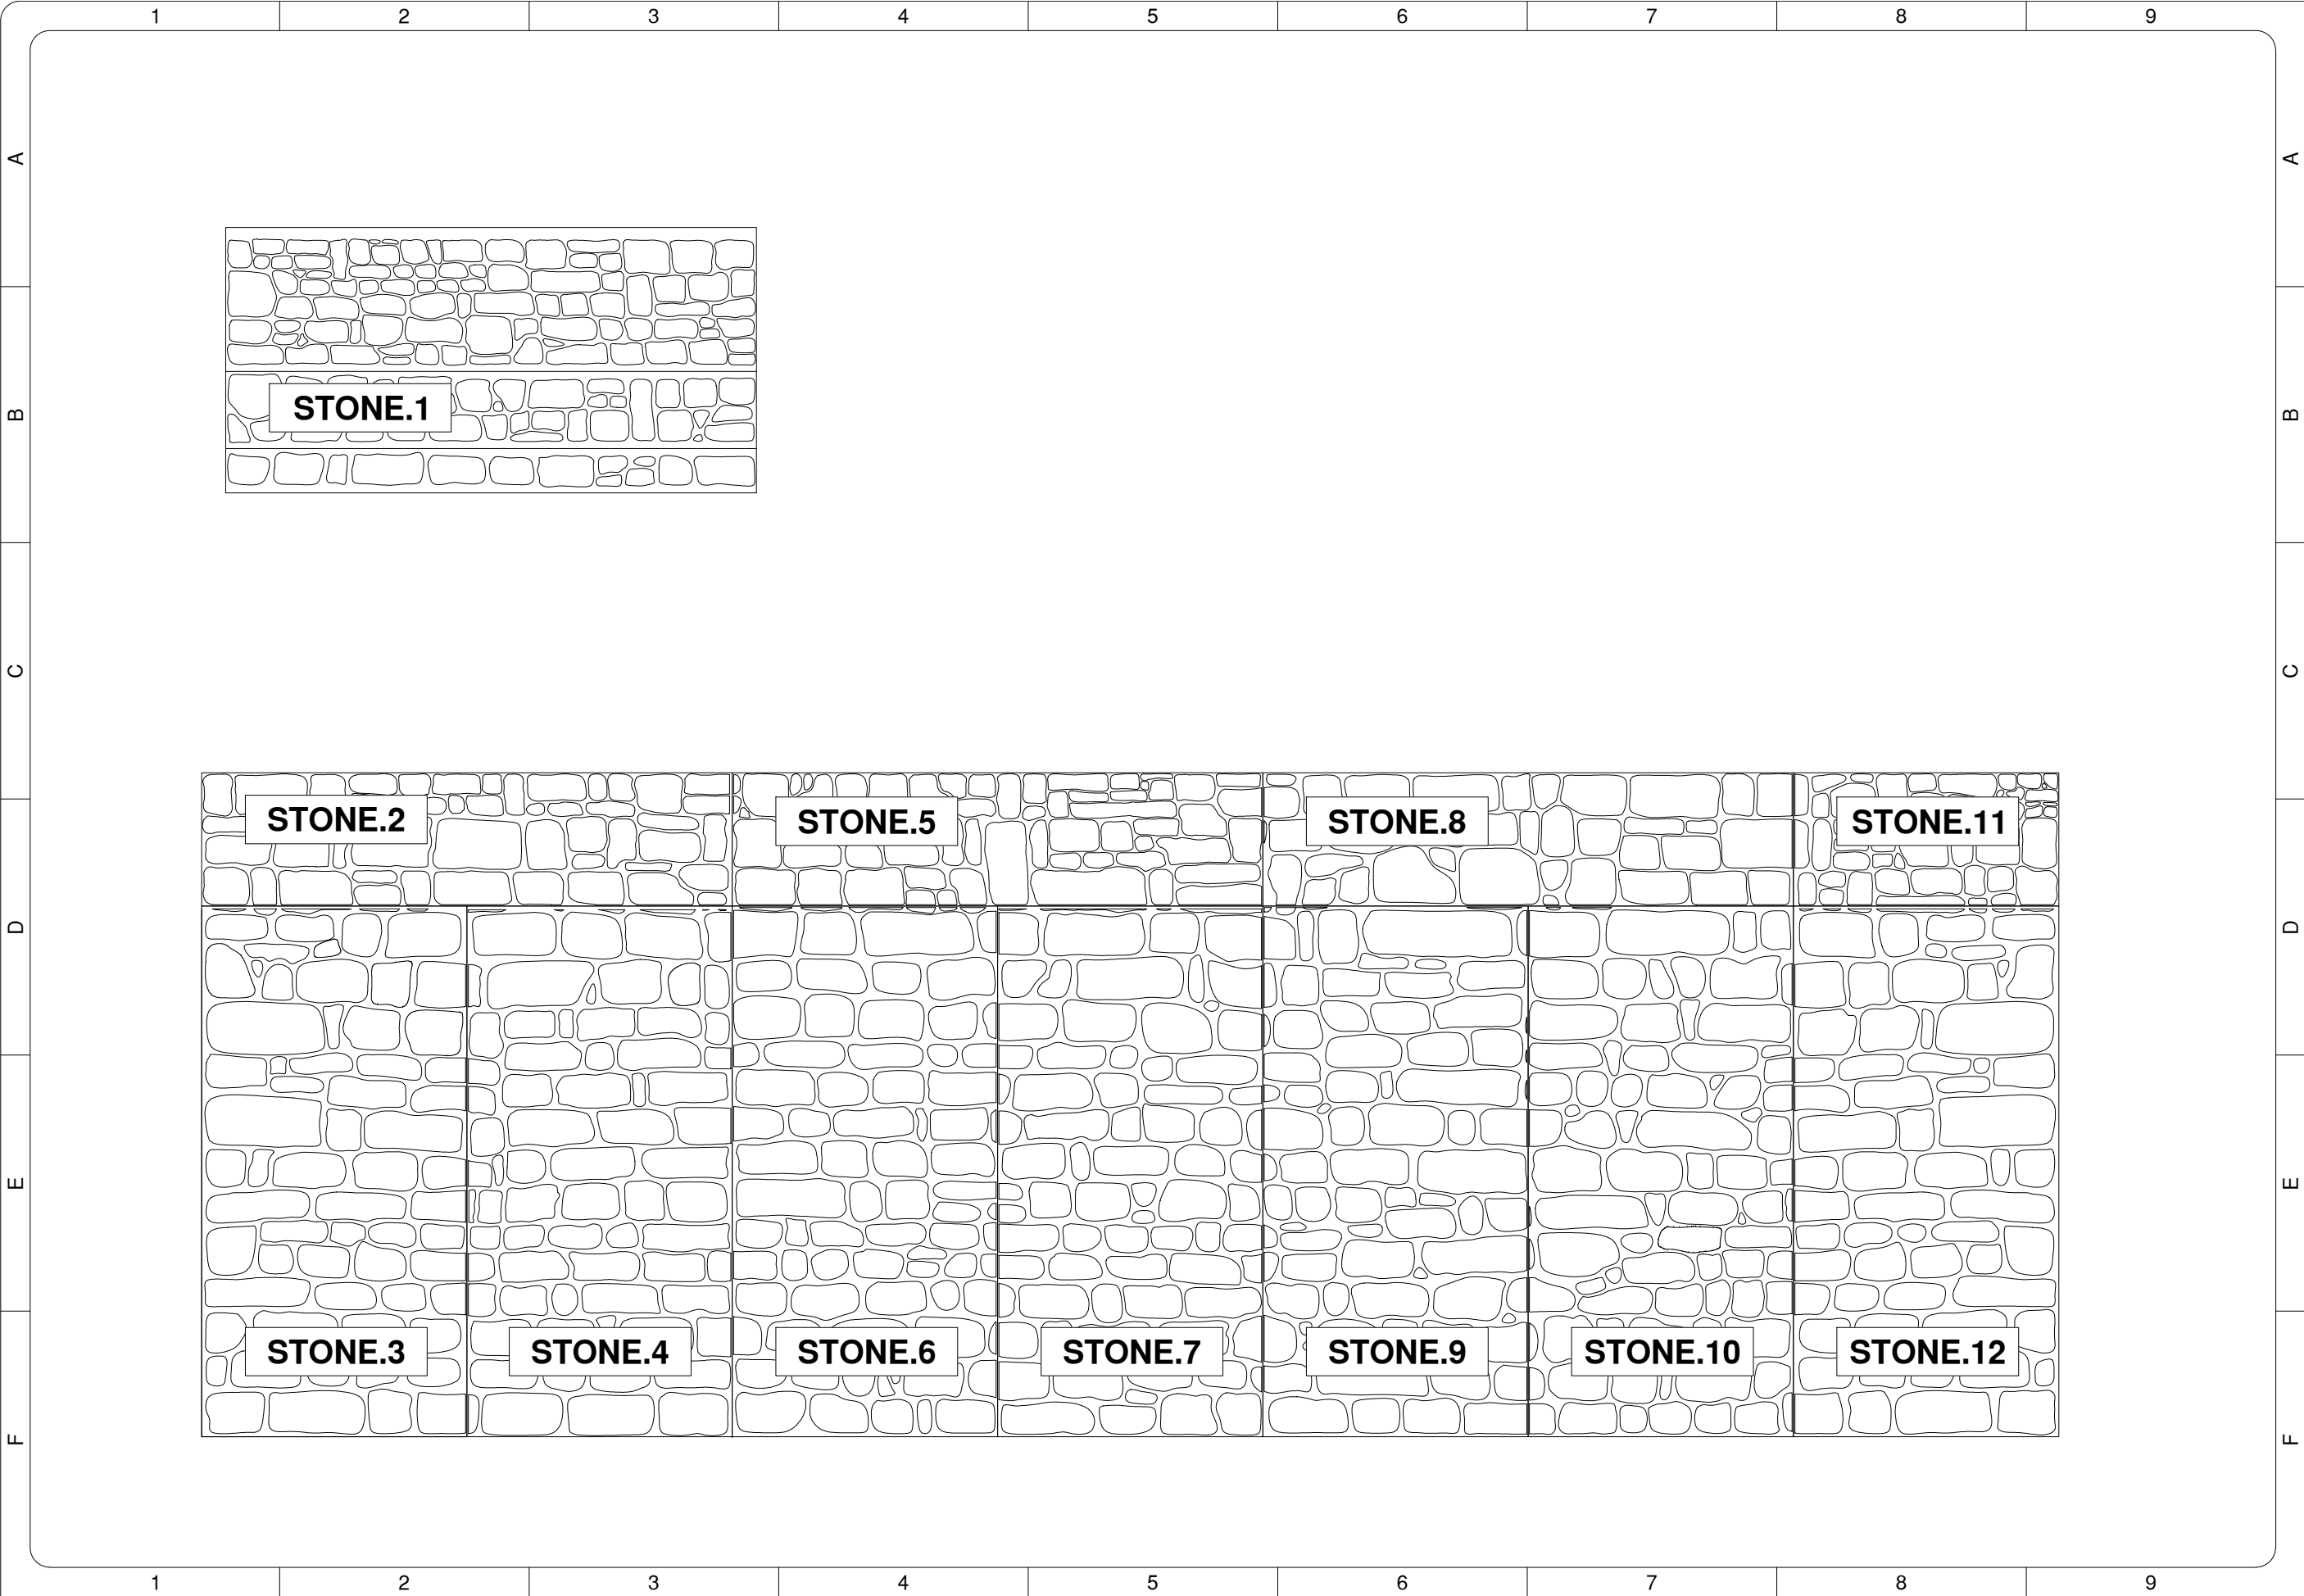 1 2 3 4 5 6 7 8 9
A A
STONE.1
B B
C C
STONE.2 STONE.5 STONE.8 STONE.11
D D
E E
STONE.3 STONE.4 STONE.6 STONE.7 STONE.9 STONE.10 STONE.12
F F
1 2 3 4 5 6 7 8 9